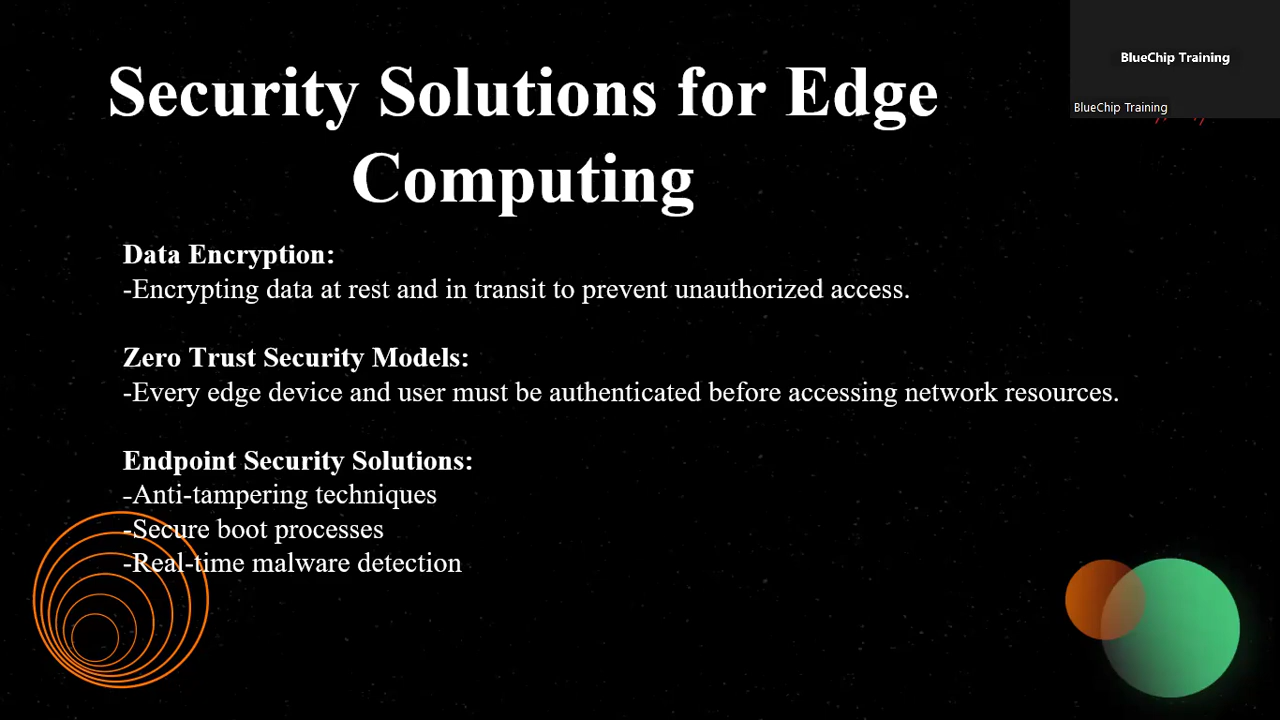 BlueChip Training
BlueChip Training
Security Solutions for Edge
Computing
Data Encryption:
-Encrypting data at rest and in transit to prevent unauthorized access.
Zero Trust Security Models:
-Every edge device and user must be authenticated before accessing network resources.
Endpoint Security Solutions:
-Anti-tampering techniques
-Secure boot processes
-Real-time malware detection